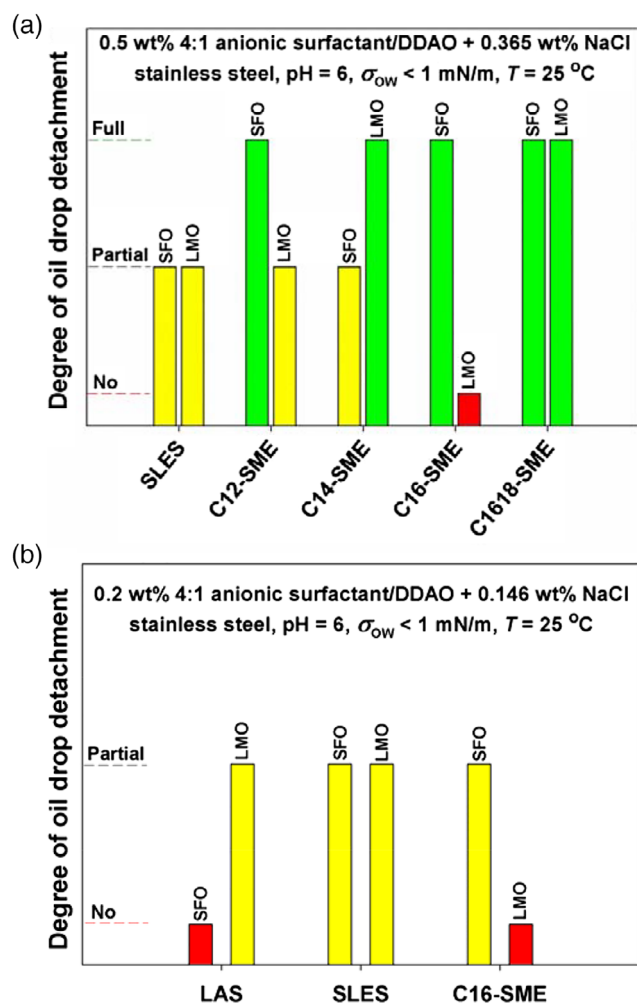 (a)
0.5 wt% 4:1 anionic surfactant/DDAO + 0.365 wt% NaCl
stainless steel, pH = 6, σOW < 1 mN/m, T = 25 °C
Degree of oil drop detachment
Full
Partial
No
SFO
LMO
SFO
LMO
SFO
LMO
SFO
LMO
SFO
LMO
SLES
C12-SME
C14-SME
C16-SME
C1618-SME
(b)
0.2 wt% 4:1 anionic surfactant/DDAO + 0.146 wt% NaCl
stainless steel, pH = 6, σOW < 1 mN/m, T = 25 °C
Degree of oil drop detachment
Partial
No
SFO
LMO
SFO
LMO
SFO
LMO
LAS
SLES
C16-SME